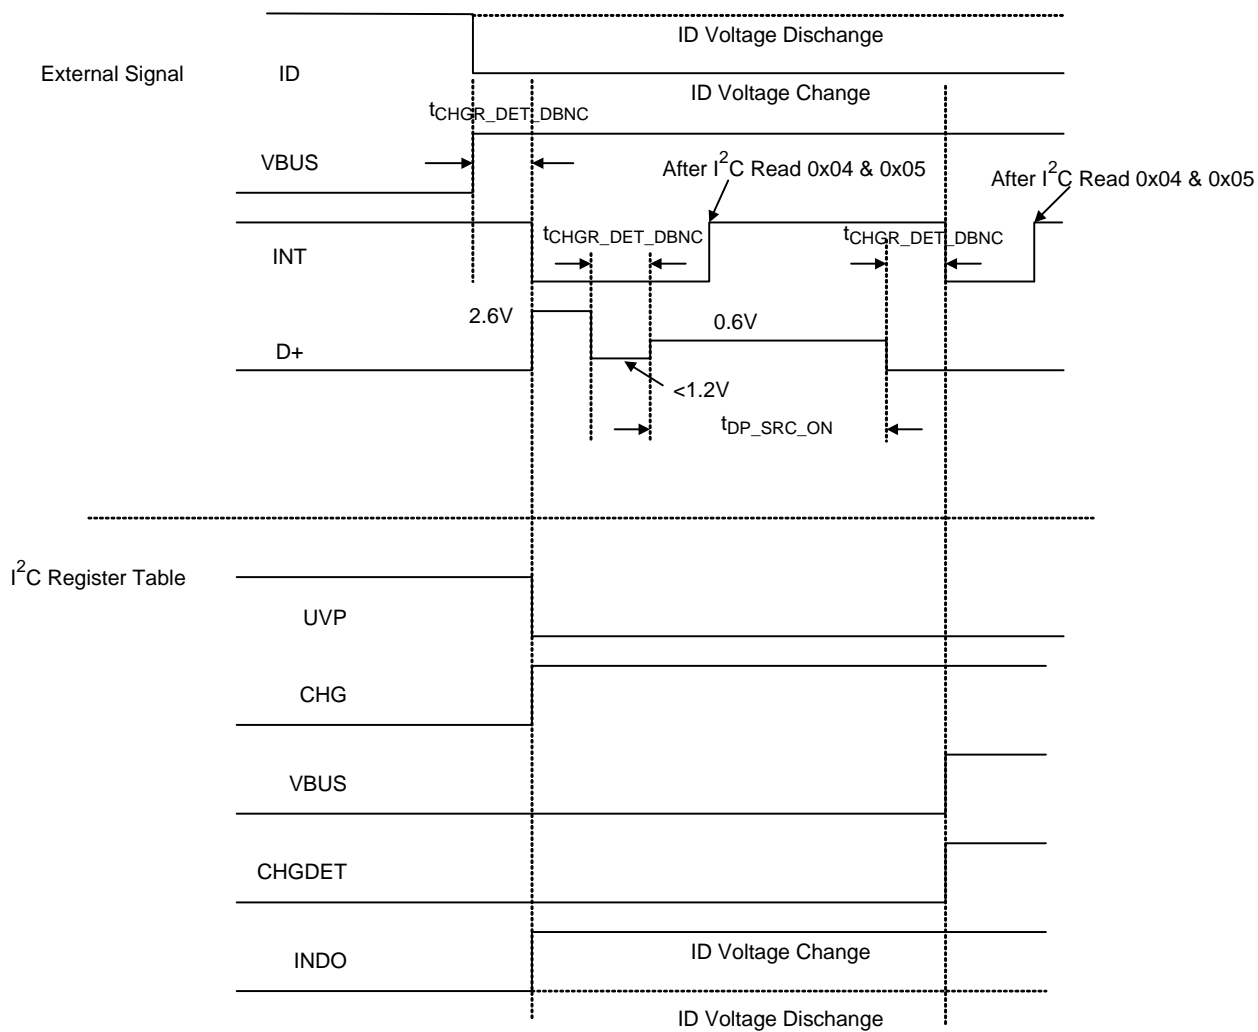 ID Voltage Dischange
External Signal
ID
ID Voltage Change
tCHGR_DET_DBNC
VBUS
After I²C Read 0x04 & 0x05
After I²C Read 0x04 & 0x05
INT
tCHGR_DET_DBNC
tCHGR_DET_DBNC
2.6V
0.6V
D+
<1.2V
tDP_SRC_ON
I²C Register Table
UVP
CHG
VBUS
CHGDET
INDO
ID Voltage Change
ID Voltage Dischange